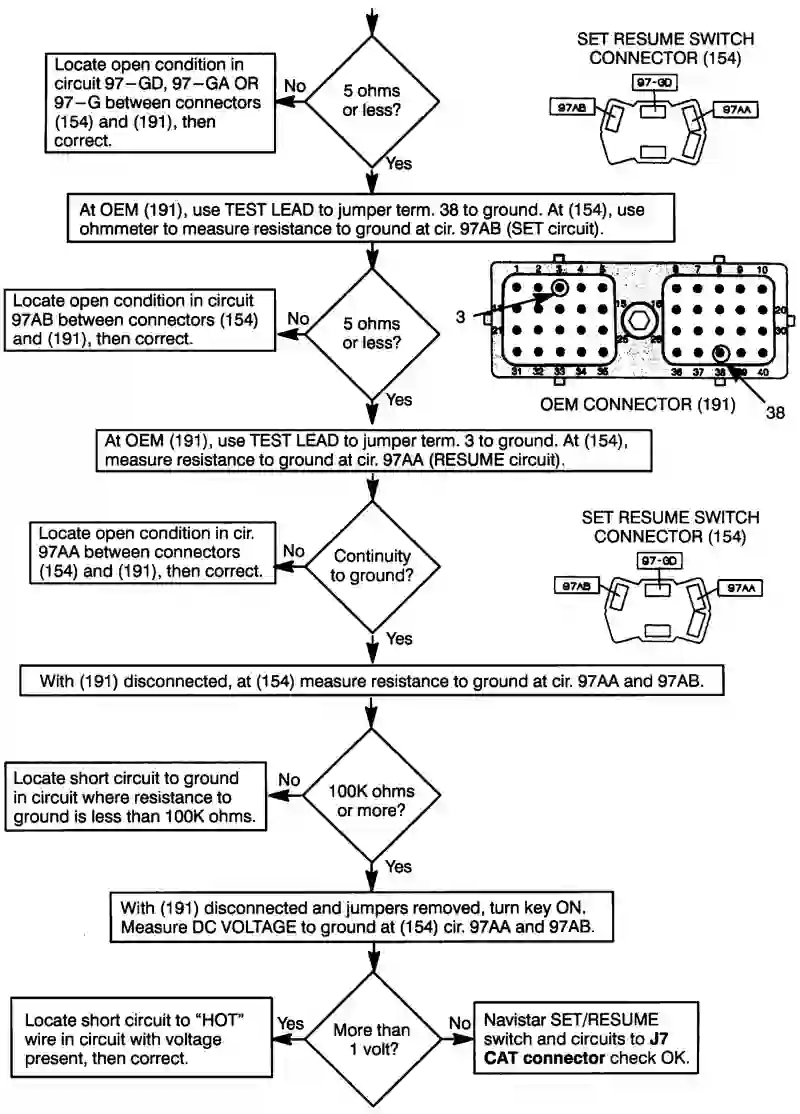 Locate open condition in
circuit 97–GD, 97–GA OR
97–G between connectors
(154) and (191), then
correct.
No
5 ohms
or less?
Yes
SET RESUME SWITCH
CONNECTOR (154)
97-GD
97AB
97AA
At OEM (191), use TEST LEAD to jumper term. 38 to ground. At (154), use
ohmmeter to measure resistance to ground at cir. 97AB (SET circuit).
Locate open condition in circuit
97AB between connectors (154)
and (191), then correct.
No
5 ohms
or less?
Yes
1 2 3 4 5
6 7 8 9 10
15 16
20
21
25 26
30
31 32 33 34 35
36 37 38 39 40
3
38
OEM CONNECTOR (191)
At OEM (191), use TEST LEAD to jumper term. 3 to ground. At (154),
measure resistance to ground at cir. 97AA (RESUME circuit).
Locate open condition in cir.
97AA between connectors
(154) and (191), then correct.
No
Continuity
to ground?
Yes
SET RESUME SWITCH
CONNECTOR (154)
97-GD
97AB
97AA
With (191) disconnected, at (154) measure resistance to ground at cir. 97AA and 97AB.
Locate short circuit to ground
in circuit where resistance to
ground is less than 100K ohms.
No
100K ohms
or more?
Yes
With (191) disconnected and jumpers removed, turn key ON.
Measure DC VOLTAGE to ground at (154) cir. 97AA and 97AB.
Locate short circuit to “HOT”
wire in circuit with voltage
present, then correct.
Yes
More than
1 volt?
No
Navistar SET/RESUME
switch and circuits to J7
CAT connector check OK.